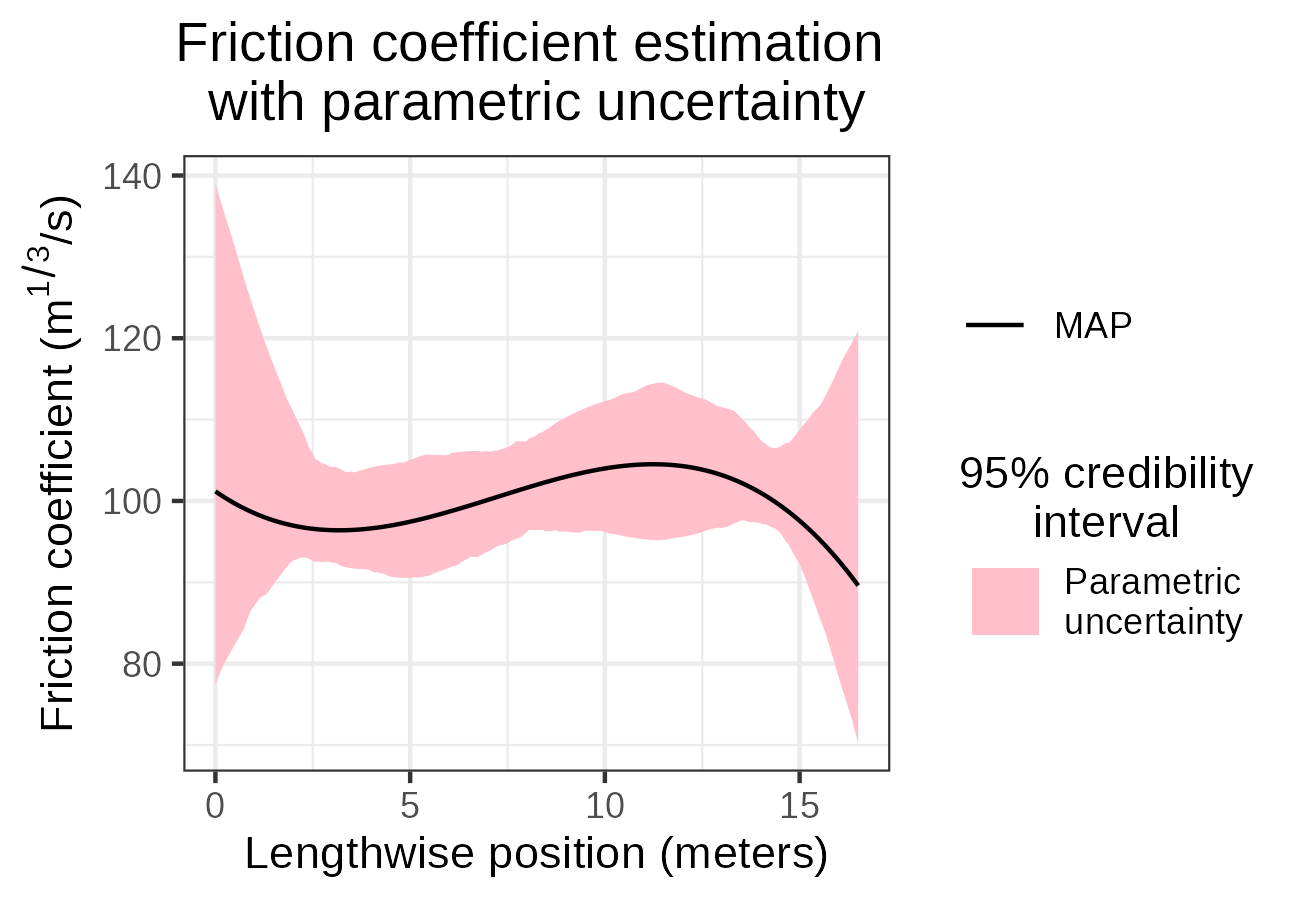 Friction coefficient estimation
with parametric uncertainty
Friction coefficient (m^1/3/s)
140
120
100
80
0 5 10 15
Lengthwise position (meters)
MAP
95% credibility
interval
Parametric
uncertainty